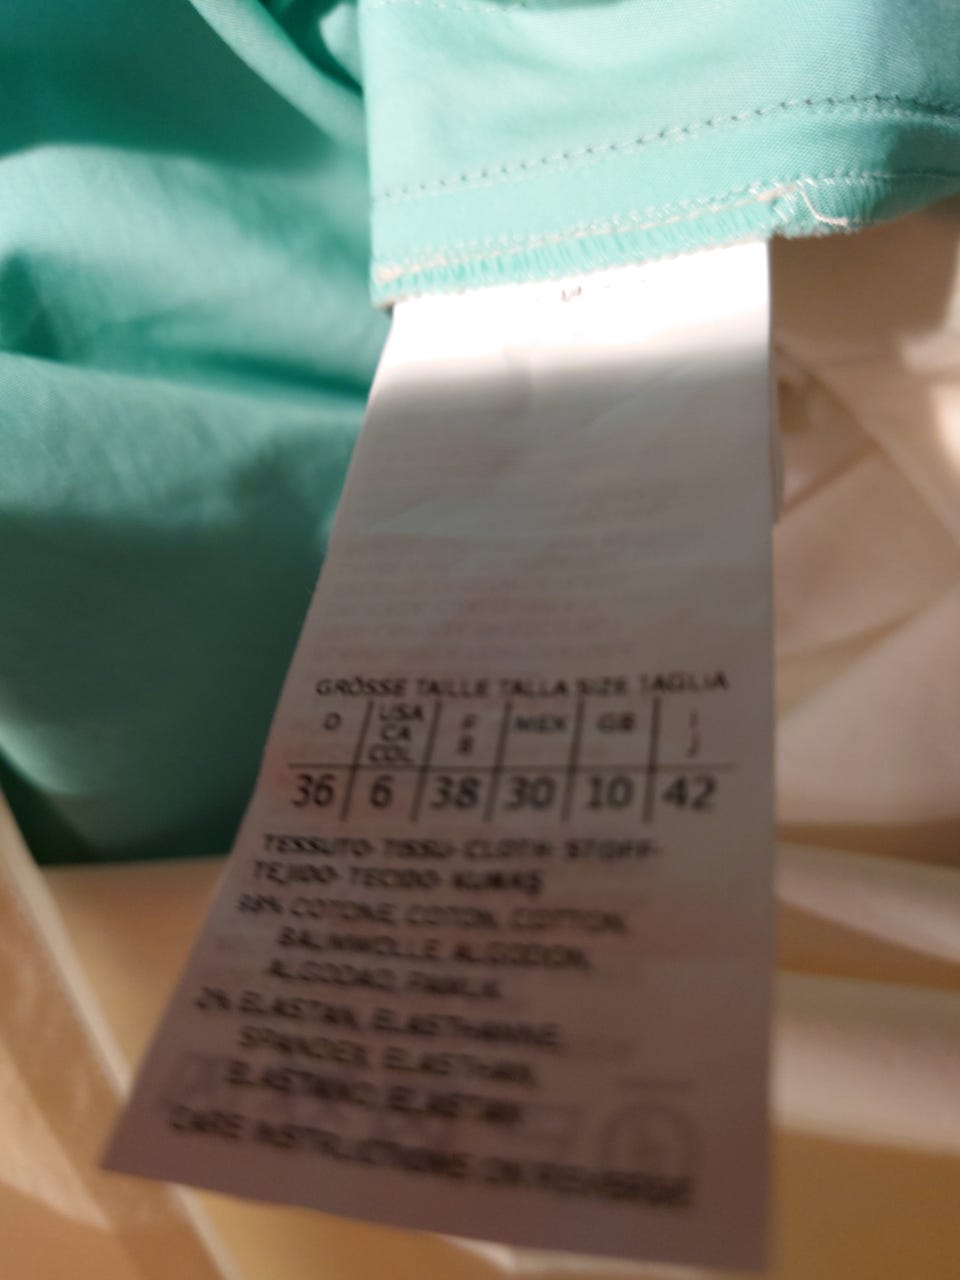 GRÖSSE TAILLE TALLA SIZE TAGLIA
D USA F MEX GB I
CA B J
COL
36 6 38 30 10 42
TESSUTO- TISSU- CLOTH- STOFF-
TEJIDO- TECIDO- KUMAŞ
98% COTONE, COTON, COTTON,
BAUMWOLLE, ALGODON,
ALGODAO, PAMUK
2% ELASTAN, ELASTHANNE,
SPANDEX, ELASTHAN,
ELASTANO, ELASTAN
CARE INSTRUCTIONS ON REVERSE